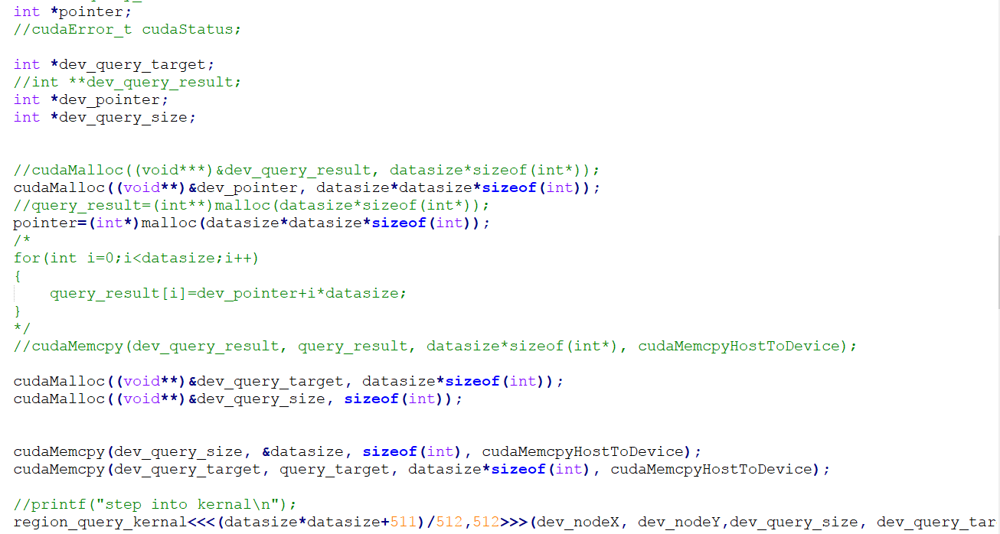 int *pointer;
//cudaError_t cudaStatus;
int *dev_query_target;
//int **dev_query_result;
int *dev_pointer;
int *dev_query_size;
//cudaMalloc((void***)&dev_query_result, datasize*sizeof(int*));
cudaMalloc((void**)&dev_pointer, datasize*datasize*sizeof(int));
//query_result=(int**)malloc(datasize*sizeof(int*));
pointer=(int*)malloc(datasize*datasize*sizeof(int));
/*
for(int i=0;i<datasize;i++)
{
    query_result[i]=dev_pointer+i*datasize;
}
*/
//cudaMemcpy(dev_query_result, query_result, datasize*sizeof(int*), cudaMemcpyHostToDevice);
cudaMalloc((void**)&dev_query_target, datasize*sizeof(int));
cudaMalloc((void**)&dev_query_size, sizeof(int));
cudaMemcpy(dev_query_size, &datasize, sizeof(int), cudaMemcpyHostToDevice);
cudaMemcpy(dev_query_target, query_target, datasize*sizeof(int), cudaMemcpyHostToDevice);
//printf("step into kernal\n");
region_query_kernal<<<(datasize*datasize+511)/512,512>>>(dev_nodeX, dev_nodeY,dev_query_size, dev_query_tar